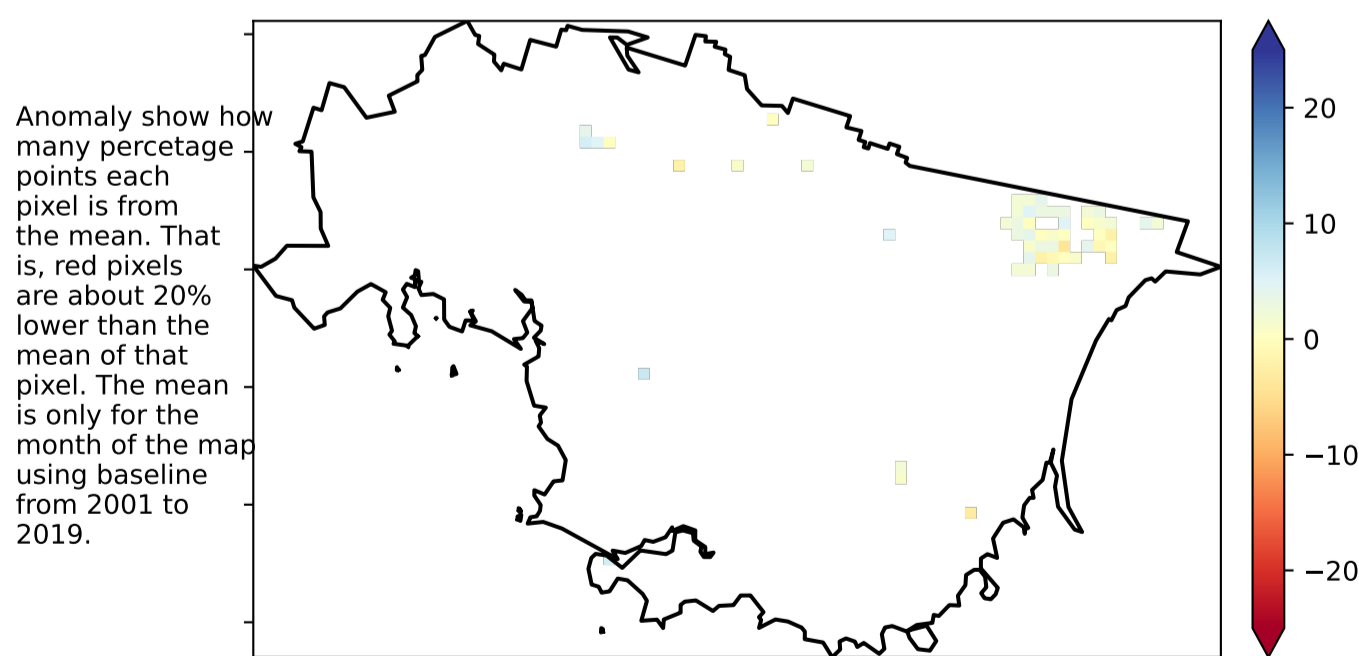 Anomaly show how
many percetage
points each
pixel is from
the mean. That
is, red pixels
are about 20%
lower than the
mean of that
pixel. The mean
is only for the
month of the map
using baseline
from 2001 to
2019.
20
10
0
−10
−20